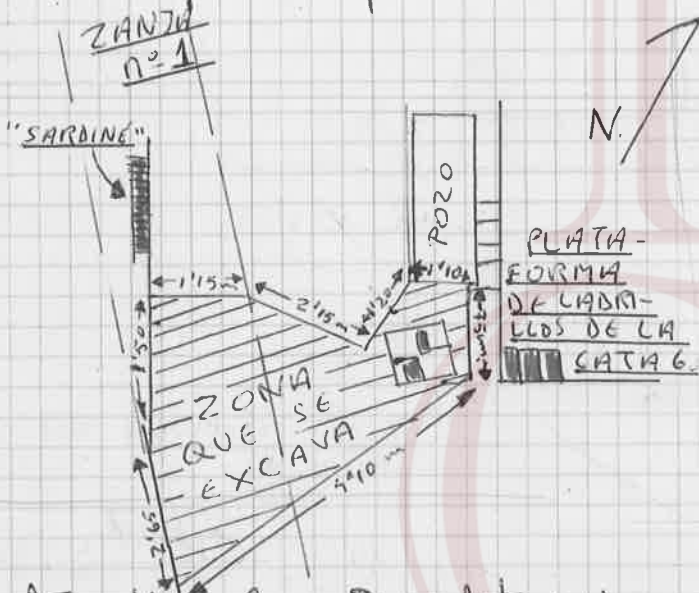 ZANJA
nº 1
"SARDINÉ"
N.
POZO
1'15 m
1'10
2'15 m
1'20
1'50
PLATA-
FORMA
DE LADRI-
LLOS DE LA
CATA 6.
ZONA
QUE SE
EXCAVA
4'10 m
2'65